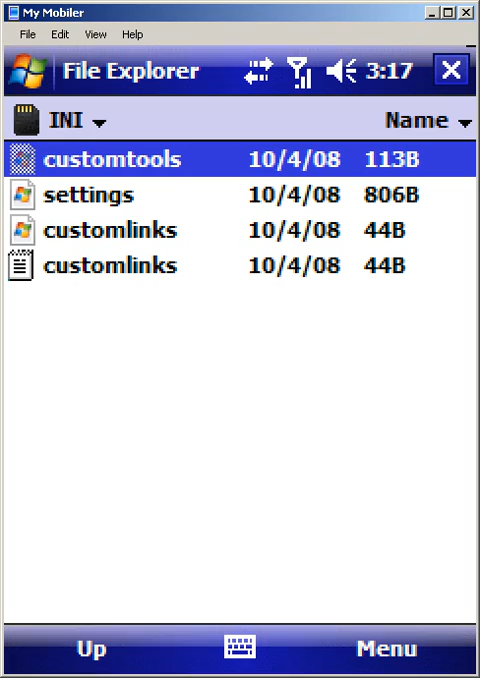 My Mobiler
File Edit View Help
File Explorer 3:17
INI Name
customtools 10/4/08 113B
settings 10/4/08 806B
customlinks 10/4/08 44B
customlinks 10/4/08 44B
Up Menu